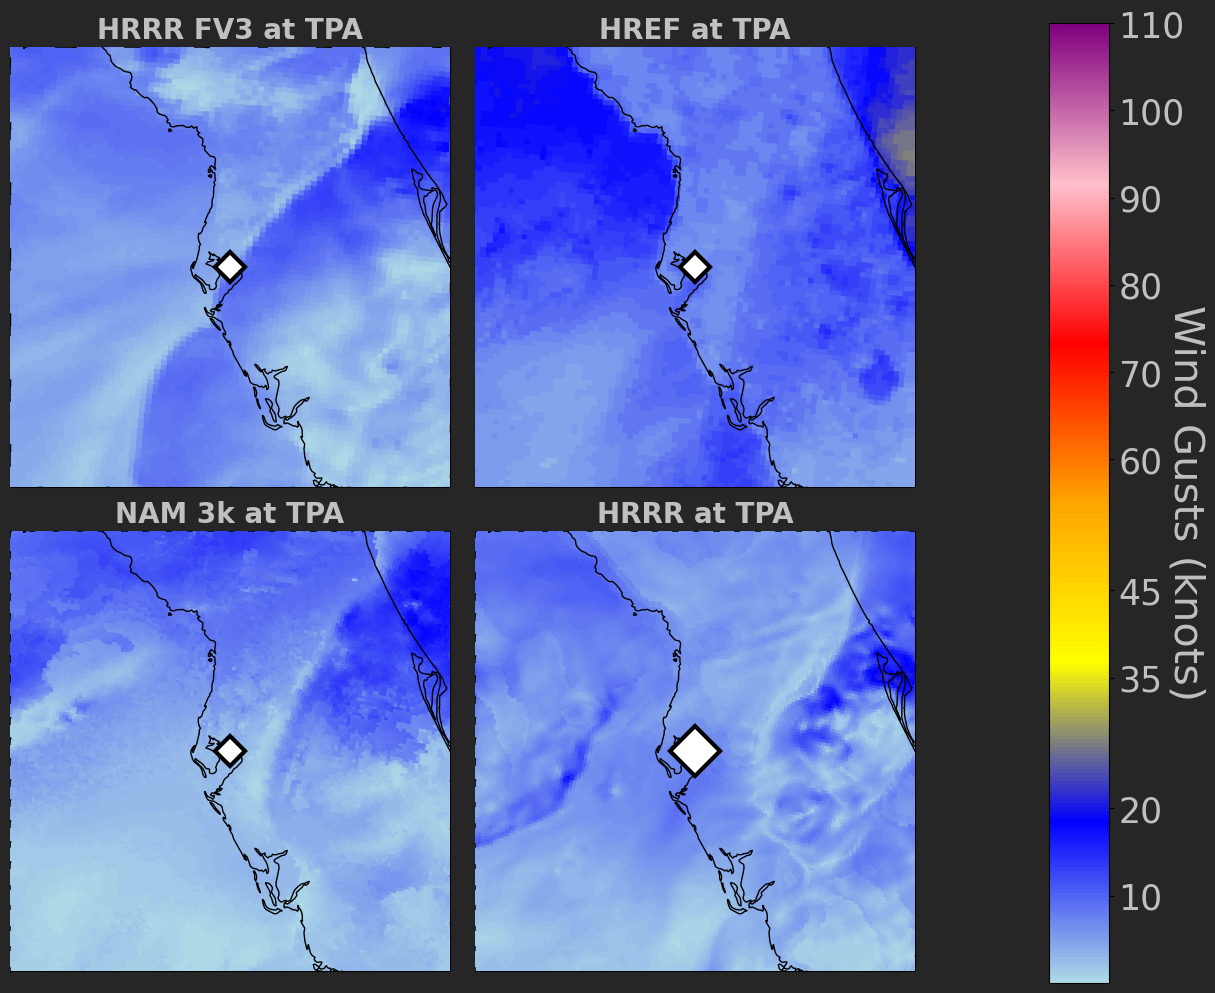 HRRR FV3 at TPA
HREF at TPA
NAM 3k at TPA
HRRR at TPA
110
100
90
80
70
60
45
35
20
10
Wind Gusts (knots)